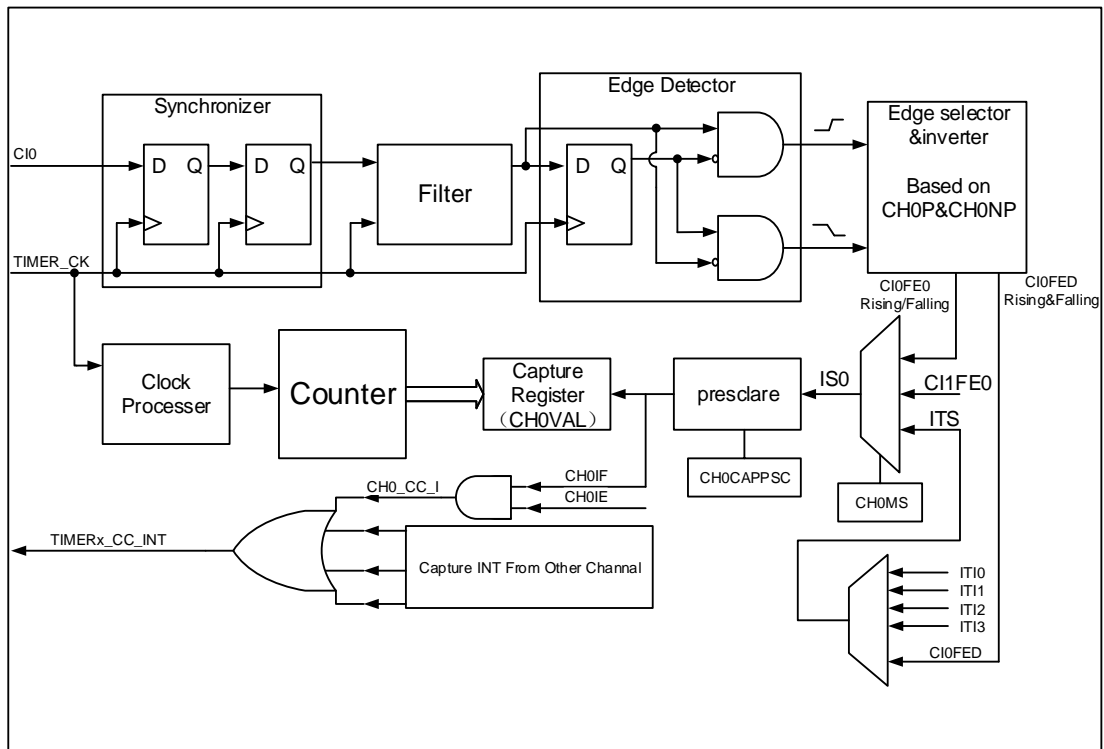 Synchronizer
Edge Detector
Edge selector
&inverter
Based on
CH0P&CH0NP
CI0
D Q
D Q
Filter
D Q
TIMER_CK
CI0FE0
Rising/Falling
CI0FED
Rising&Falling
Clock
Processer
Counter
Capture
Register
（CH0VAL）
presclare
IS0
CI1FE0
ITS
CH0CAPPSC
CH0MS
CH0_CC_I
CH0IF
CH0IE
TIMERx_CC_INT
Capture INT From Other Channel
ITI0
ITI1
ITI2
ITI3
CI0FED